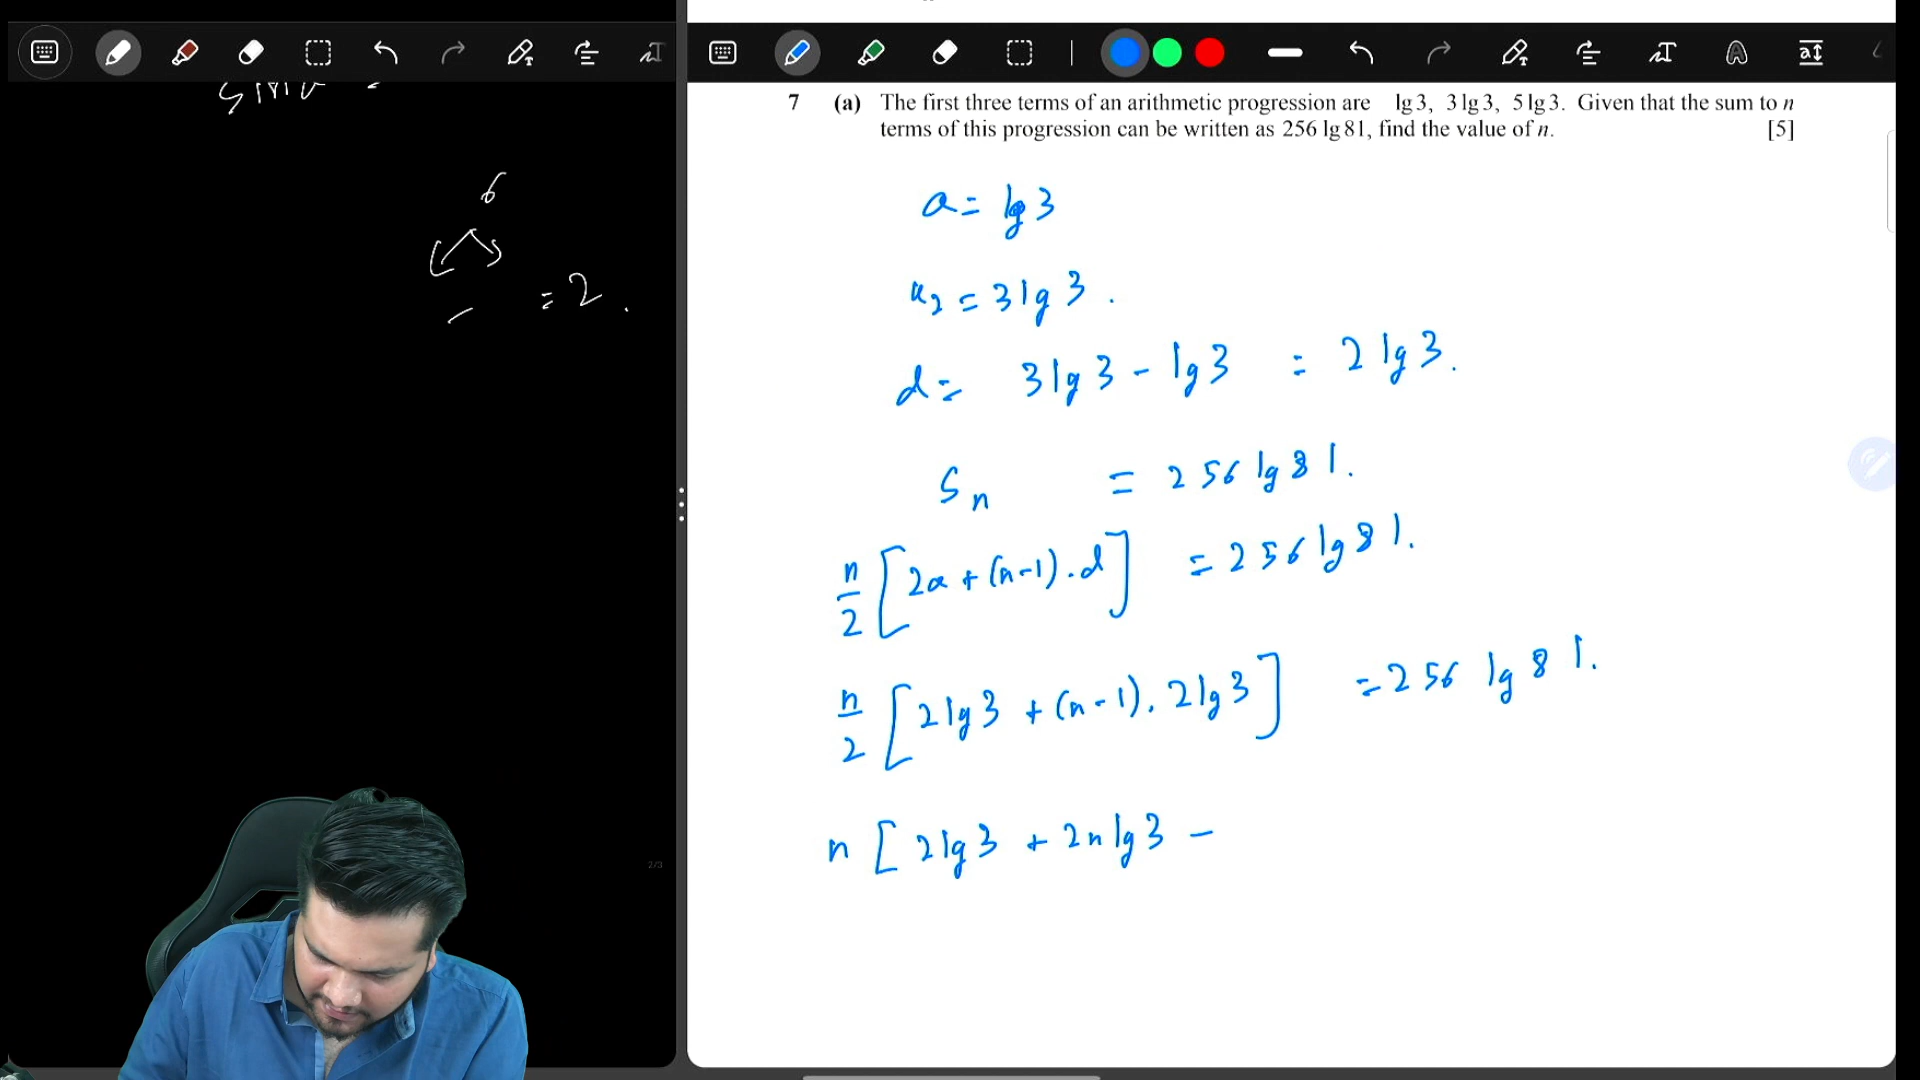 6
= 2 .
2/3
7 (a) The first three terms of an arithmetic progression are lg 3, 3 lg 3, 5 lg 3. Given that the sum to n
terms of this progression can be written as 256 lg 81, find the value of n. [5]
a = lg 3
u₂ = 3 lg 3 .
d = 3 lg 3 - lg 3 = 2 lg 3 .
Sn = 256 lg 81.
n/2 [2a + (n-1).d] = 256 lg 81.
n/2 [2 lg 3 + (n-1). 2 lg 3] = 256 lg 81.
n [2 lg 3 + 2n lg 3 -